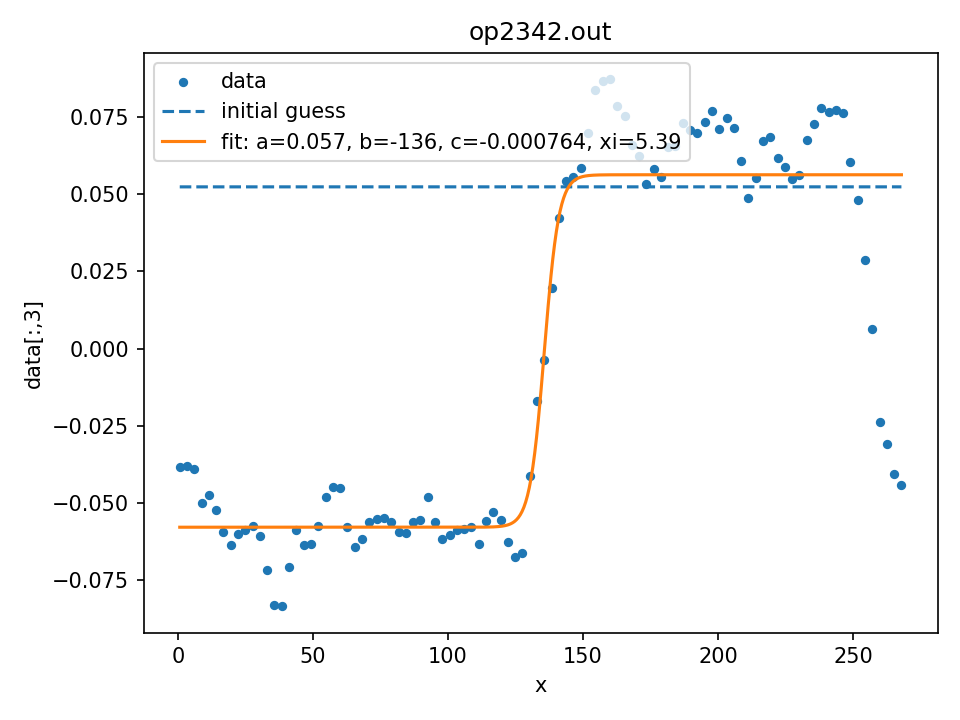 op2342.out
data
initial guess
fit: a=0.057, b=-136, c=-0.000764, xi=5.39
0.075
0.050
0.025
0.000
−0.025
−0.050
−0.075
data[:,3]
0 50 100 150 200 250
x